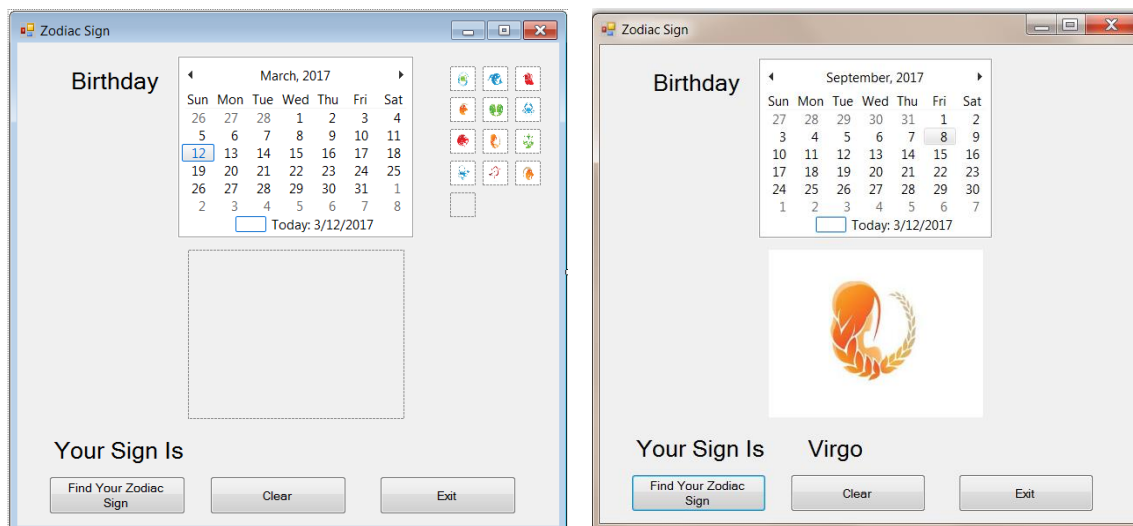 Zodiac Sign
Birthday
March, 2017
Sun Mon Tue Wed Thu Fri Sat
26 27 28 1 2 3 4
5 6 7 8 9 10 11
12 13 14 15 16 17 18
19 20 21 22 23 24 25
26 27 28 29 30 31 1
2 3 4 5 6 7 8
Today: 3/12/2017
Your Sign Is
Find Your Zodiac
Sign
Clear
Exit
Zodiac Sign
Birthday
September, 2017
Sun Mon Tue Wed Thu Fri Sat
27 28 29 30 31 1 2
3 4 5 6 7 8 9
10 11 12 13 14 15 16
17 18 19 20 21 22 23
24 25 26 27 28 29 30
1 2 3 4 5 6 7
Today: 3/12/2017
Your Sign Is Virgo
Find Your Zodiac
Sign
Clear
Exit